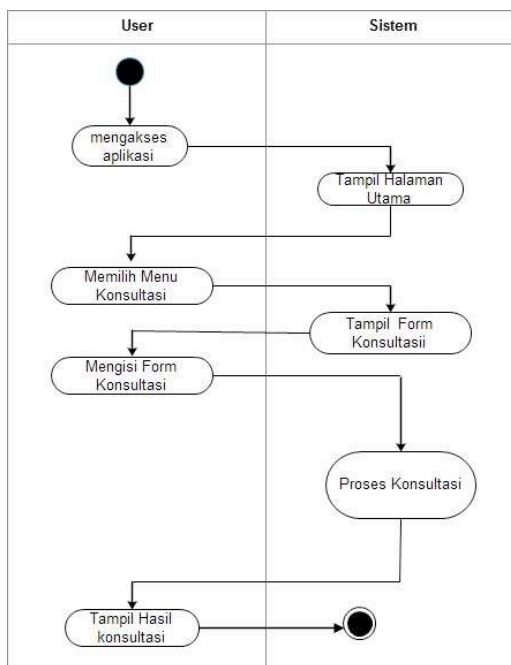 User
Sistem
mengakses
aplikasi
Tampil Halaman
Utama
Memilih Menu
Konsultasi
Tampil Form
Konsultasii
Mengisi Form
Konsultasi
Proses Konsultasi
Tampil Hasil
konsultasi